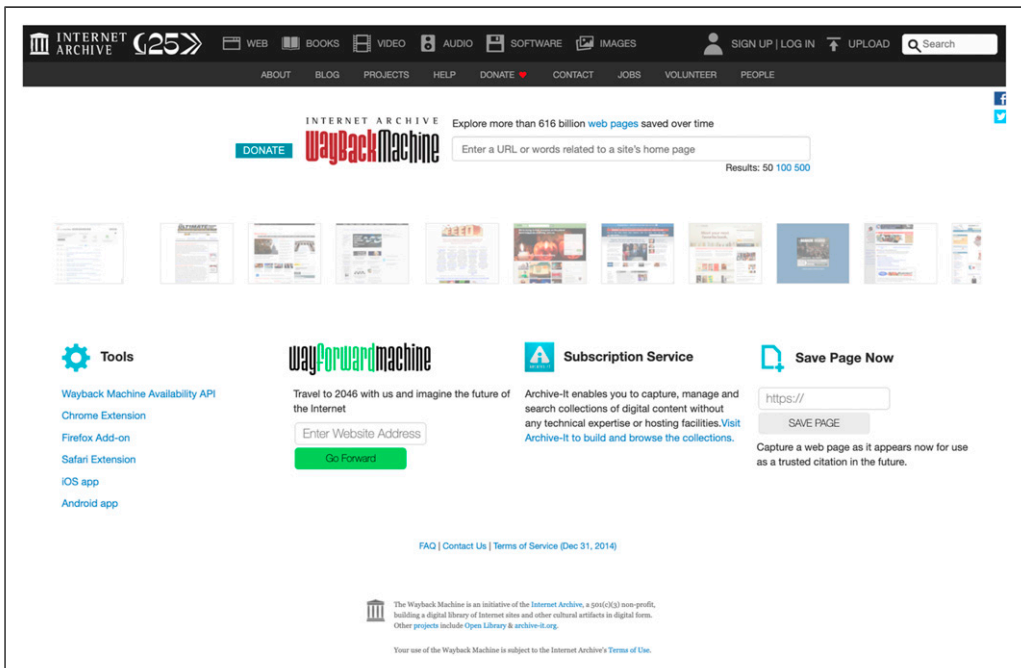 INTERNET ARCHIVE 25 WEB BOOKS VIDEO AUDIO SOFTWARE IMAGES SIGN UP | LOG IN UPLOAD Search
ABOUT BLOG PROJECTS HELP DONATE CONTACT JOBS VOLUNTEER PEOPLE
INTERNET ARCHIVE
WayBackMachine
DONATE
Explore more than 616 billion web pages saved over time
Enter a URL or words related to a site's home page
Results: 50 100 500
Tools
Wayback Machine Availability API
Chrome Extension
Firefox Add-on
Safari Extension
iOS app
Android app
wayforwardmachine
Travel to 2046 with us and imagine the future of
the Internet
Enter Website Address
Go Forward
Subscription Service
Archive-It enables you to capture, manage and
search collections of digital content without
any technical expertise or hosting facilities.Visit
Archive-It to build and browse the collections.
Save Page Now
https://
SAVE PAGE
Capture a web page as it appears now for use
as a trusted citation in the future.
FAQ | Contact Us | Terms of Service (Dec 31, 2014)
The Wayback Machine is an initiative of the Internet Archive, a 501(c)(3) non-profit,
building a digital library of Internet sites and other cultural artifacts in digital form.
Other projects include Open Library & archive-it.org.
Your use of the Wayback Machine is subject to the Internet Archive's Terms of Use.